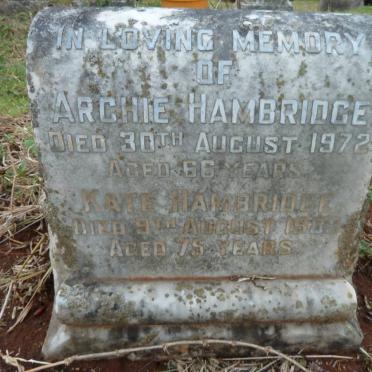 IN LOVING MEMORY
OF
ARCHIE HAMBRIDGE
DIED 30TH AUGUST 1972
AGED 66 YEARS
KATE HAMBRIDGE
DIED 9TH AUGUST
AGED 75 YEARS